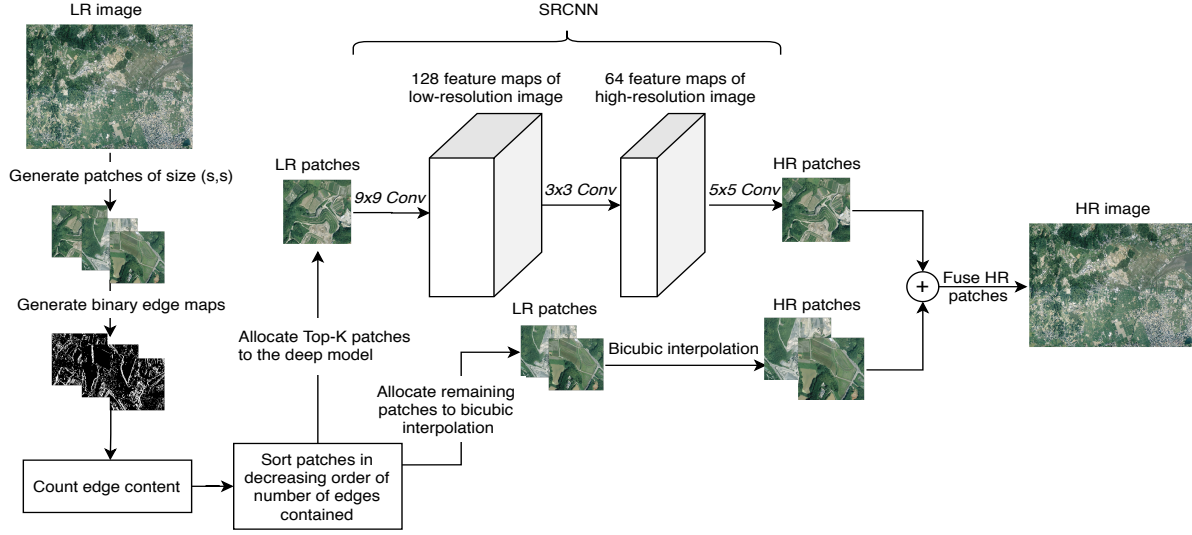 LR image
SRCNN
128 feature maps of
low-resolution image
64 feature maps of
high-resolution image
LR patches
9x9 Conv
3x3 Conv
5x5 Conv
HR patches
Generate patches of size (s,s)
HR image
Generate binary edge maps
Allocate Top-K patches
to the deep model
LR patches
Bicubic interpolation
HR patches
+
Fuse HR
patches
Allocate remaining
patches to bicubic
interpolation
Count edge content
Sort patches in
decreasing order of
number of edges
contained